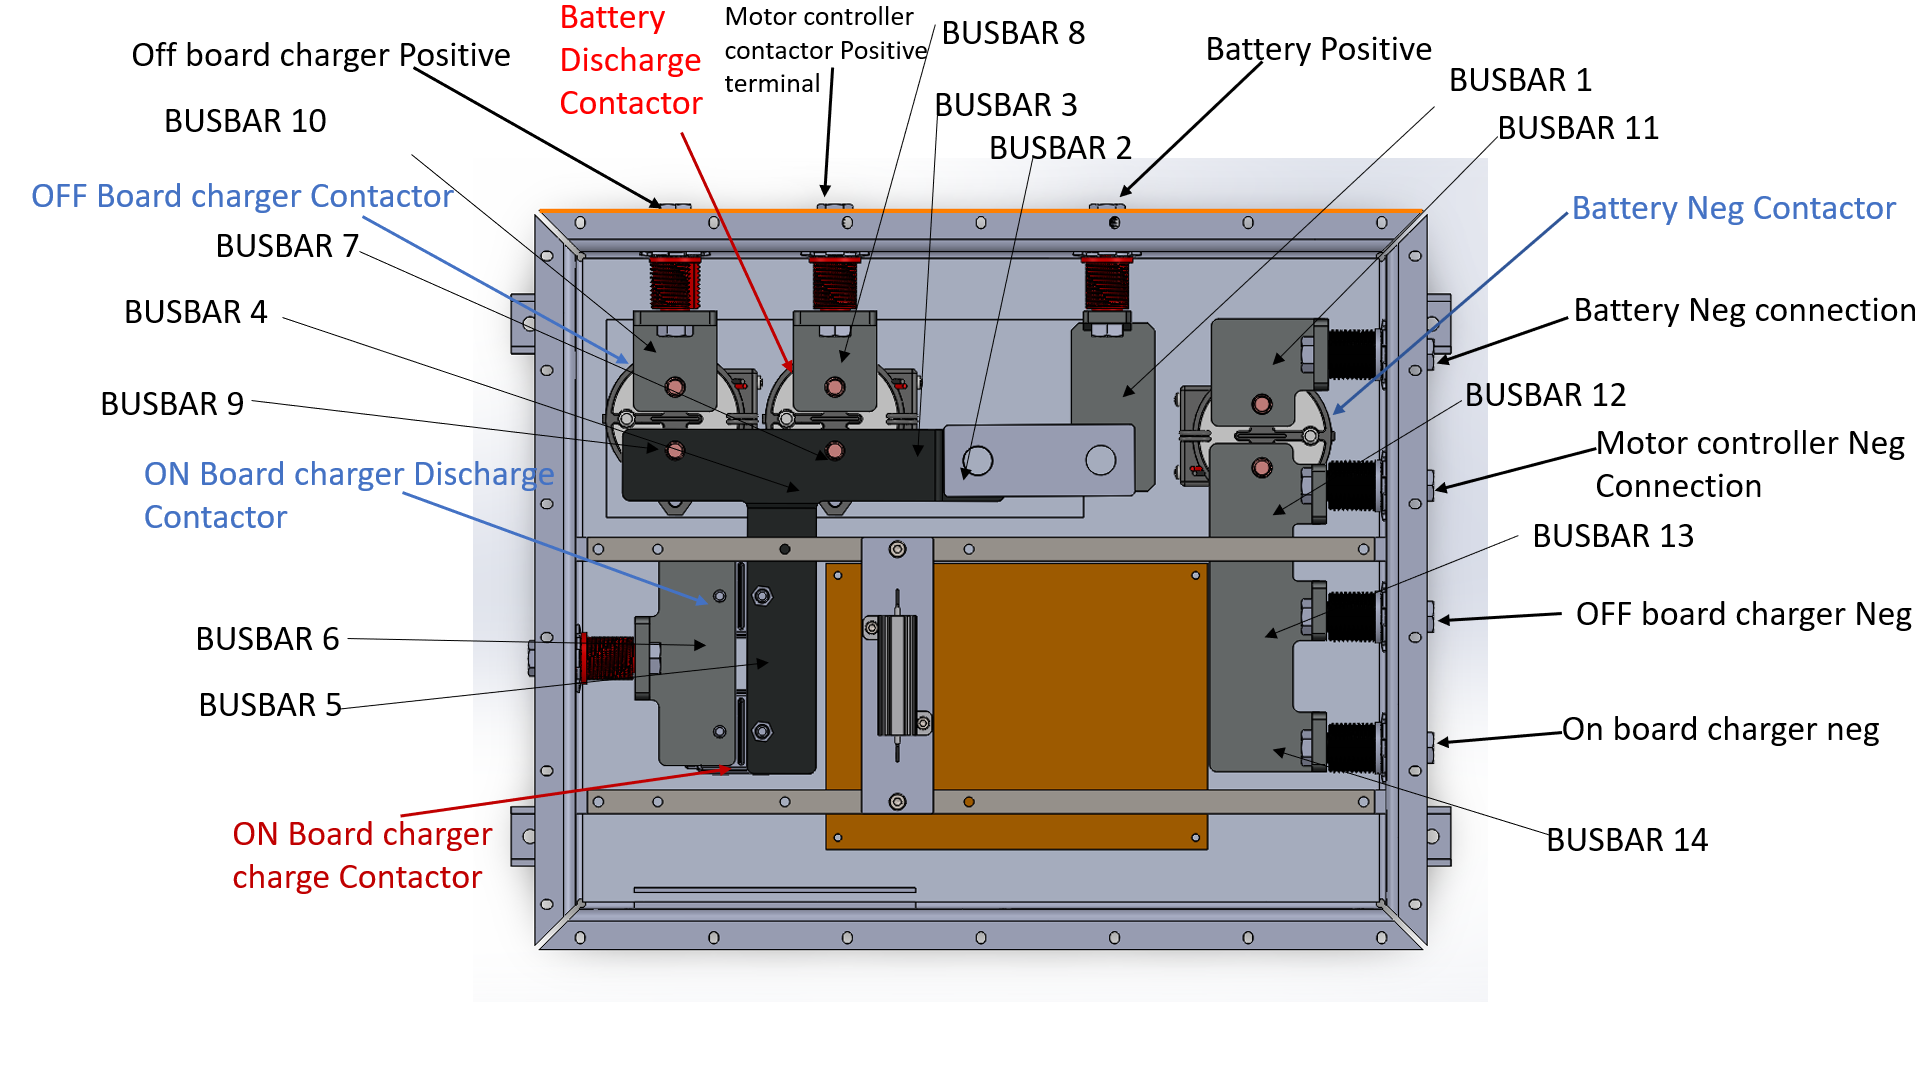 Battery
Discharge
Contactor
Motor controller
contactor Positive
terminal
BUSBAR 8
Off board charger Positive
Battery Positive
BUSBAR 1
BUSBAR 3
BUSBAR 10
BUSBAR 11
BUSBAR 2
OFF Board charger Contactor
Battery Neg Contactor
BUSBAR 7
BUSBAR 4
Battery Neg connection
BUSBAR 9
BUSBAR 12
Motor controller Neg
Connection
ON Board charger Discharge
Contactor
BUSBAR 13
OFF board charger Neg
BUSBAR 6
BUSBAR 5
On board charger neg
ON Board charger
charge Contactor
BUSBAR 14